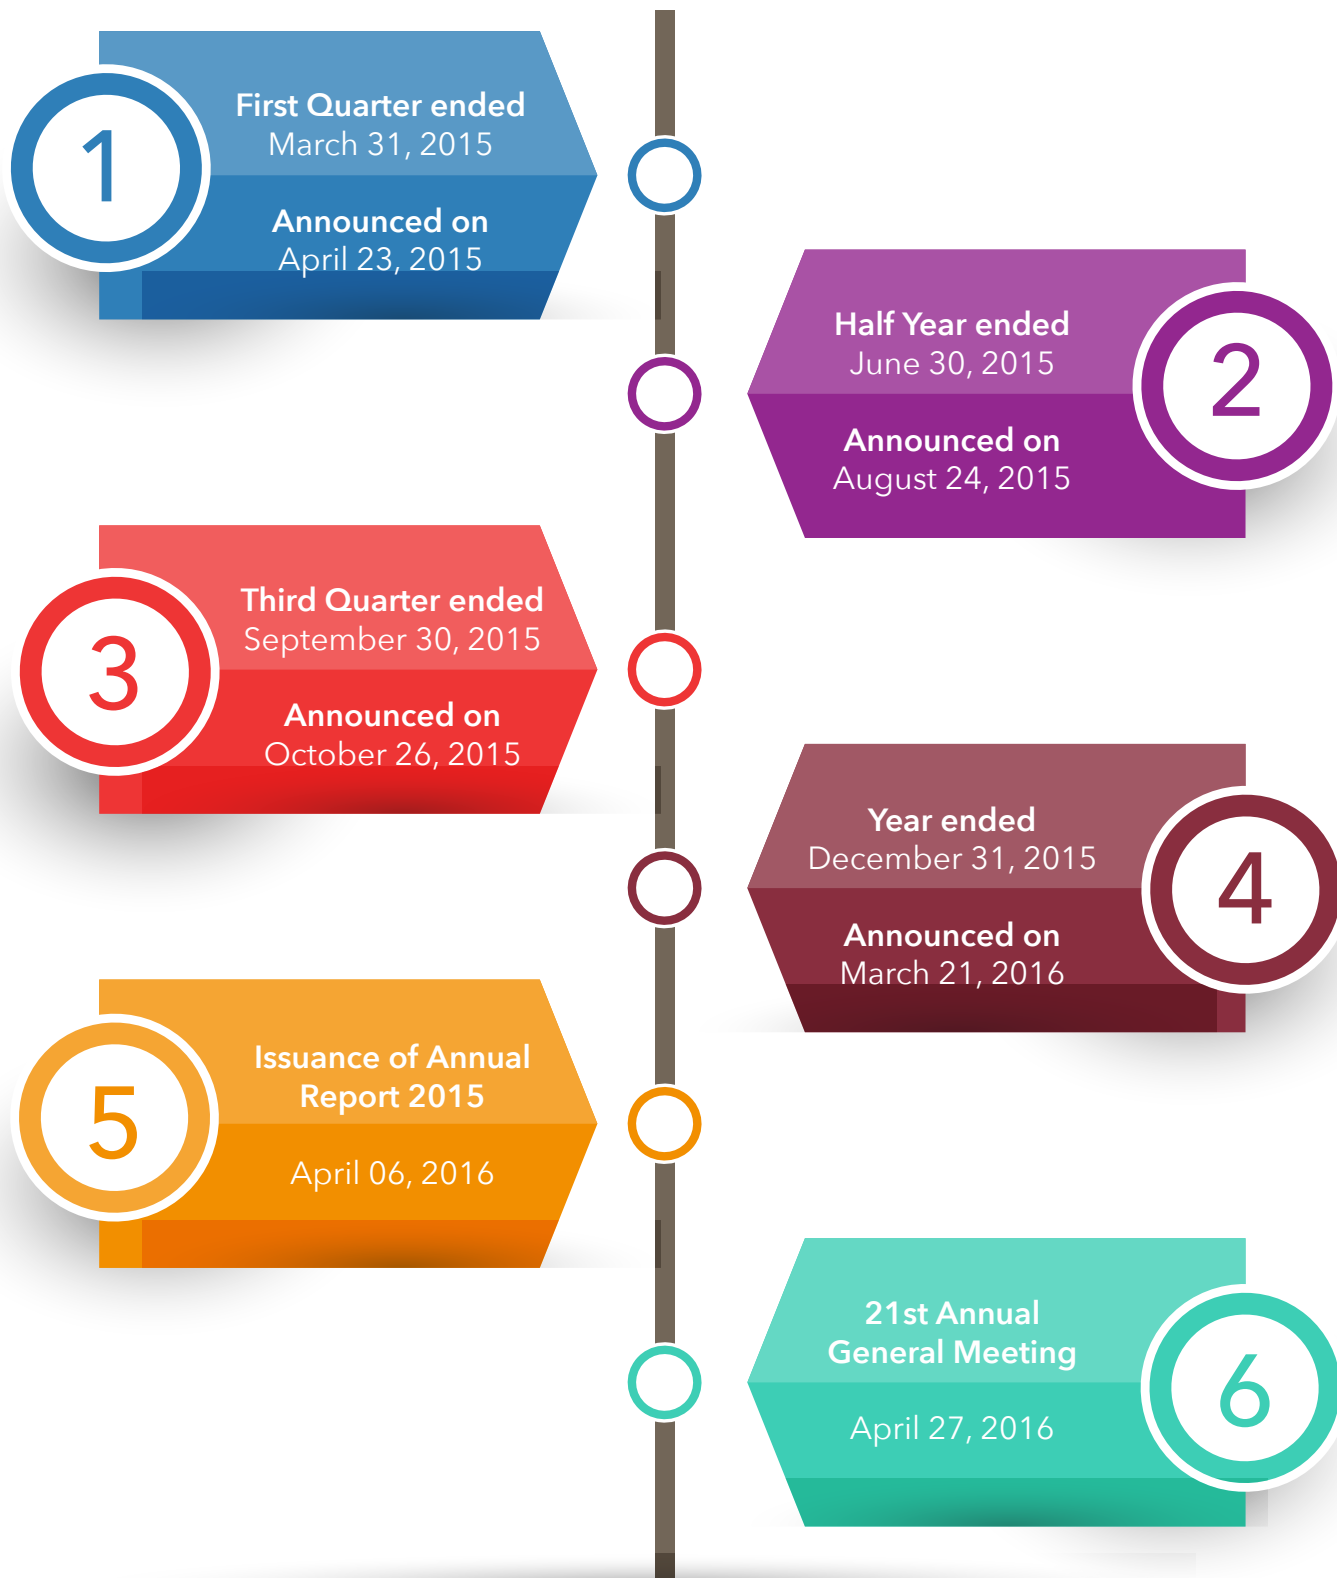 1
First Quarter ended
March 31, 2015
Announced on
April 23, 2015
2
Half Year ended
June 30, 2015
Announced on
August 24, 2015
3
Third Quarter ended
September 30, 2015
Announced on
October 26, 2015
4
Year ended
December 31, 2015
Announced on
March 21, 2016
5
Issuance of Annual
Report 2015
April 06, 2016
6
21st Annual
General Meeting
April 27, 2016